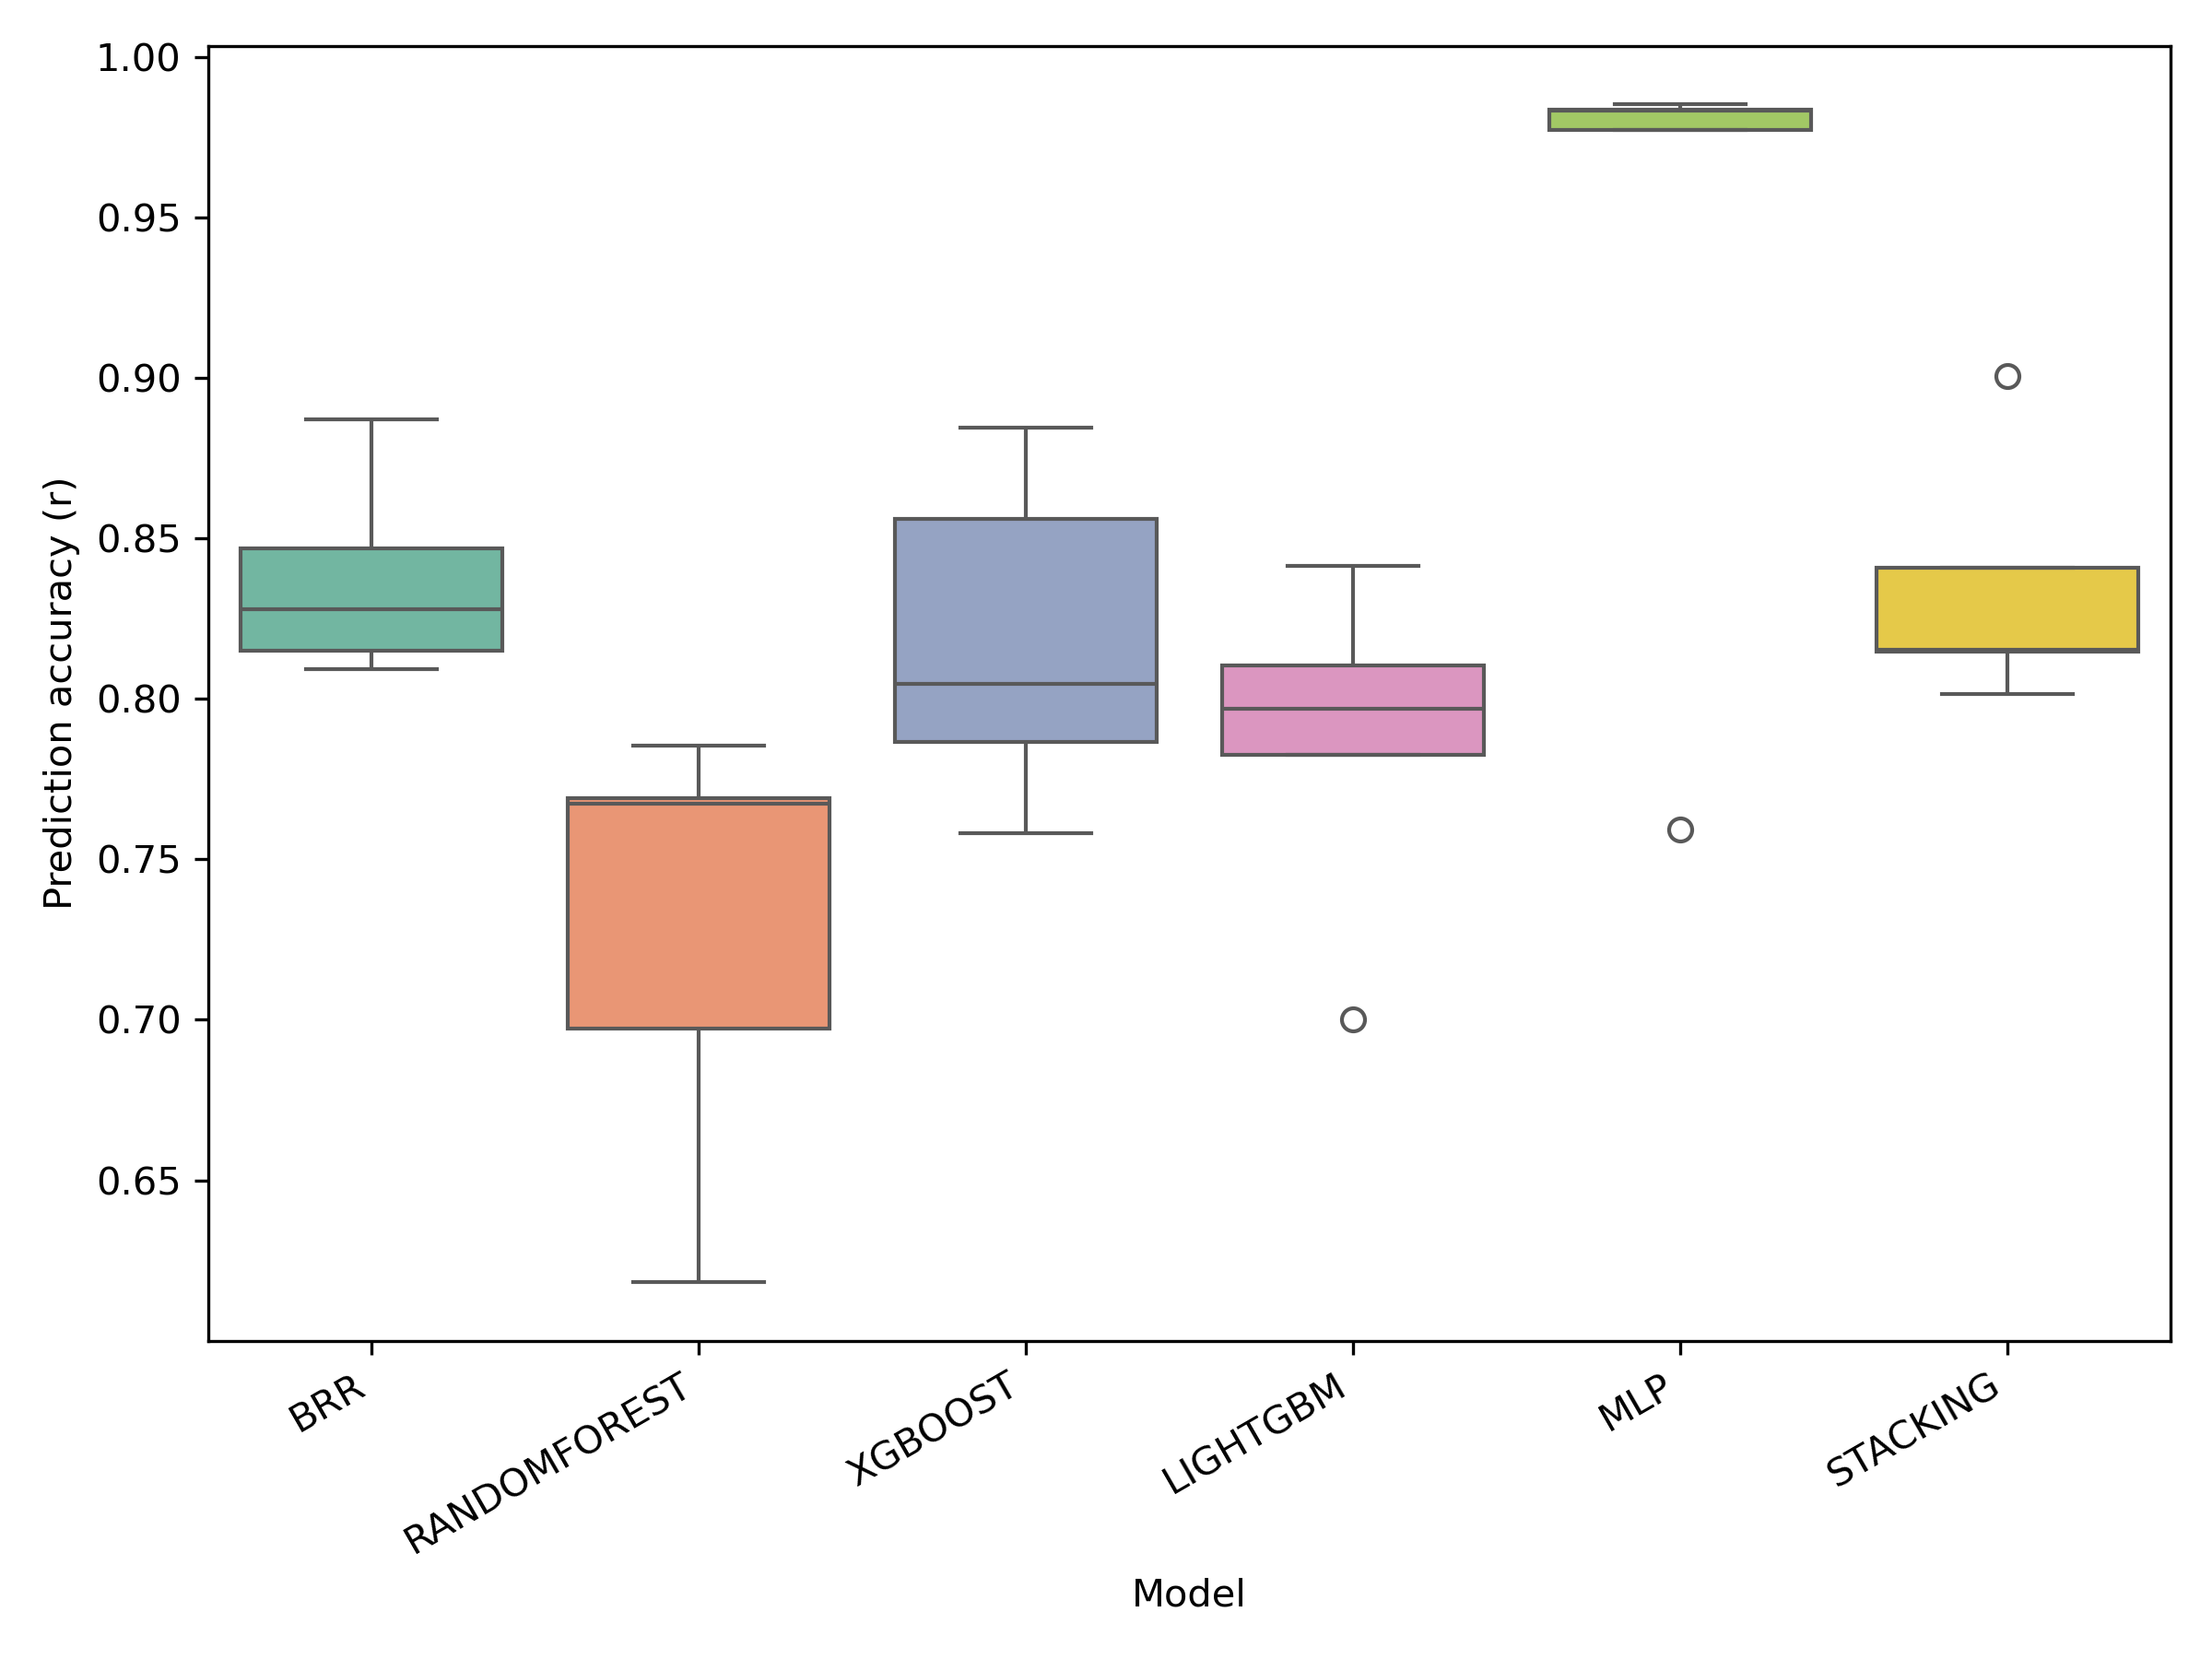 1.00
0.95
0.90
0.85
0.80
0.75
0.70
0.65
Prediction accuracy (r)
BRR
RANDOMFOREST
XGBOOST
LIGHTGBM
MLP
STACKING
Model